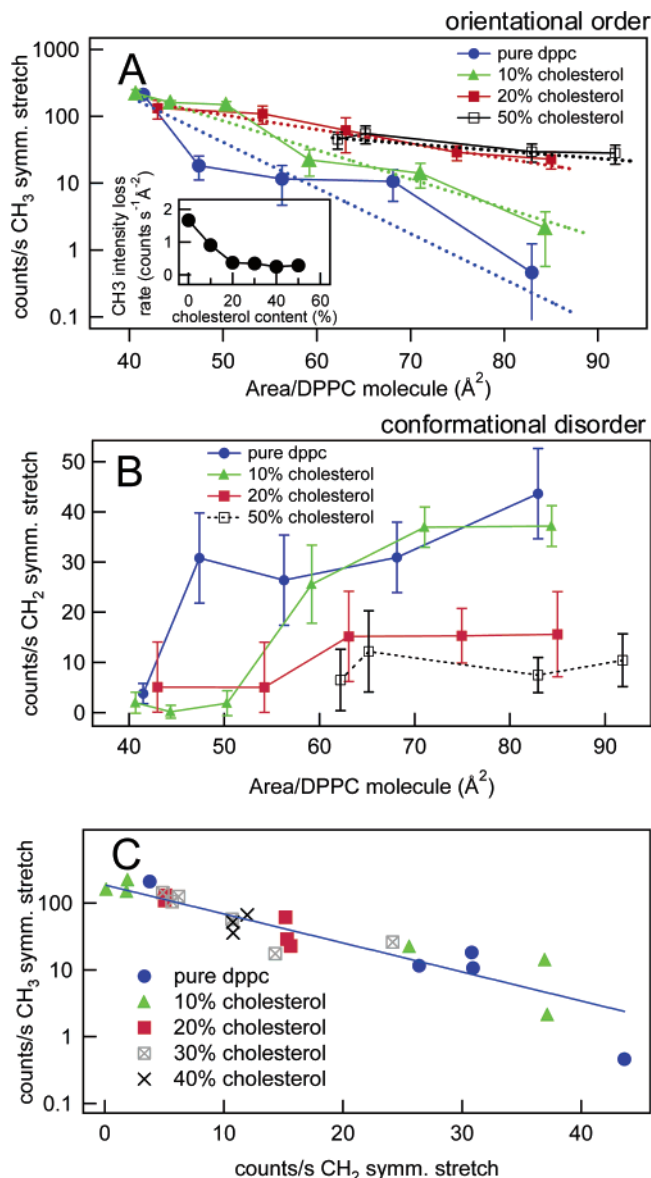 orientational order
A
pure dppc
10% cholesterol
20% cholesterol
50% cholesterol
counts/s CH3 symm. stretch
1000
100
10
1
0.1
CH3 intensity loss
rate (counts s-1Å-2)
2
1
0
0 20 40 60
cholesterol content (%)
40 50 60 70 80 90
Area/DPPC molecule (Å2)
conformational disorder
B
pure dppc
10% cholesterol
20% cholesterol
50% cholesterol
counts/s CH2 symm. stretch
50
40
30
20
10
0
40 50 60 70 80 90
Area/DPPC molecule (Å2)
C
counts/s CH3 symm. stretch
100
10
1
0.1
pure dppc
10% cholesterol
20% cholesterol
30% cholesterol
40% cholesterol
0 10 20 30 40
counts/s CH2 symm. stretch